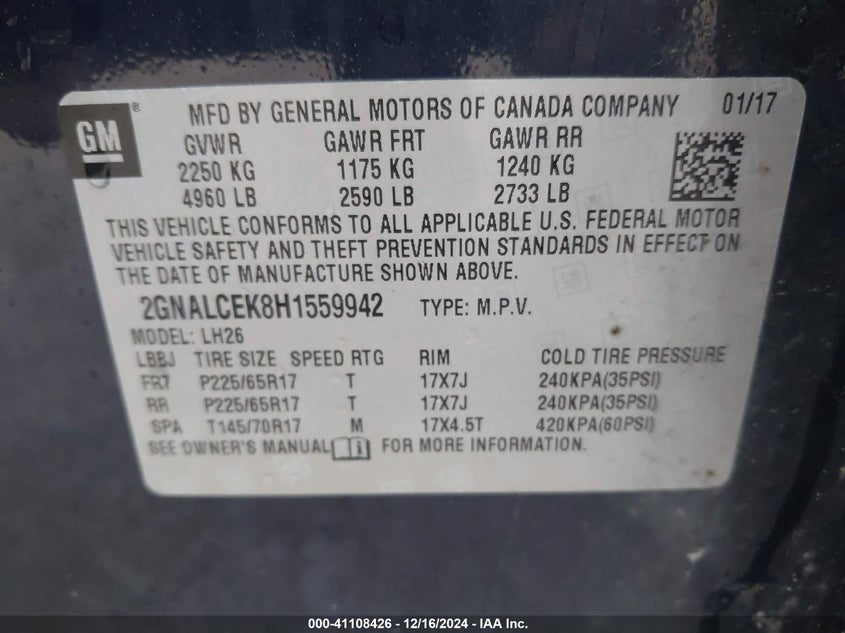 GM ® MFD BY GENERAL MOTORS OF CANADA COMPANY 01/17
GVWR GAWR FRT GAWR RR
2250 KG 1175 KG 1240 KG
4960 LB 2590 LB 2733 LB
THIS VEHICLE CONFORMS TO ALL APPLICABLE U.S. FEDERAL MOTOR
VEHICLE SAFETY AND THEFT PREVENTION STANDARDS IN EFFECT ON
THE DATE OF MANUFACTURE SHOWN ABOVE.
2GNALCEK8H1559942 TYPE: M.P.V.
MODEL: LH26
LBBJ TIRE SIZE SPEED RTG RIM COLD TIRE PRESSURE
FRT P225/65R17 T 17X7J 240KPA(35PSI)
RR P225/65R17 T 17X7J 240KPA(35PSI)
SPA T145/70R17 M 17X4.5T 420KPA(60PSI)
SEE OWNER'S MANUAL i FOR MORE INFORMATION.
000-41108426 - 12/16/2024 - IAA Inc.